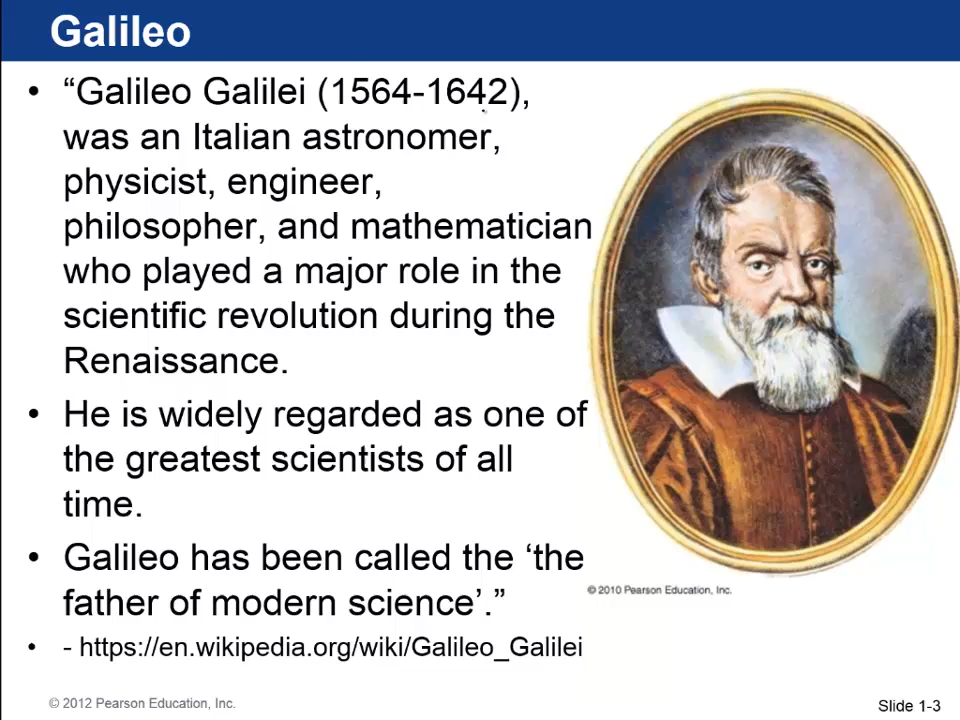 Galileo
• “Galileo Galilei (1564-1642),
was an Italian astronomer,
physicist, engineer,
philosopher, and mathematician
who played a major role in the
scientific revolution during the
Renaissance.
• He is widely regarded as one of
the greatest scientists of all
time.
• Galileo has been called the ‘the
father of modern science’.”
• - https://en.wikipedia.org/wiki/Galileo_Galilei
© 2010 Pearson Education, Inc.
© 2012 Pearson Education, Inc.
Slide 1-3